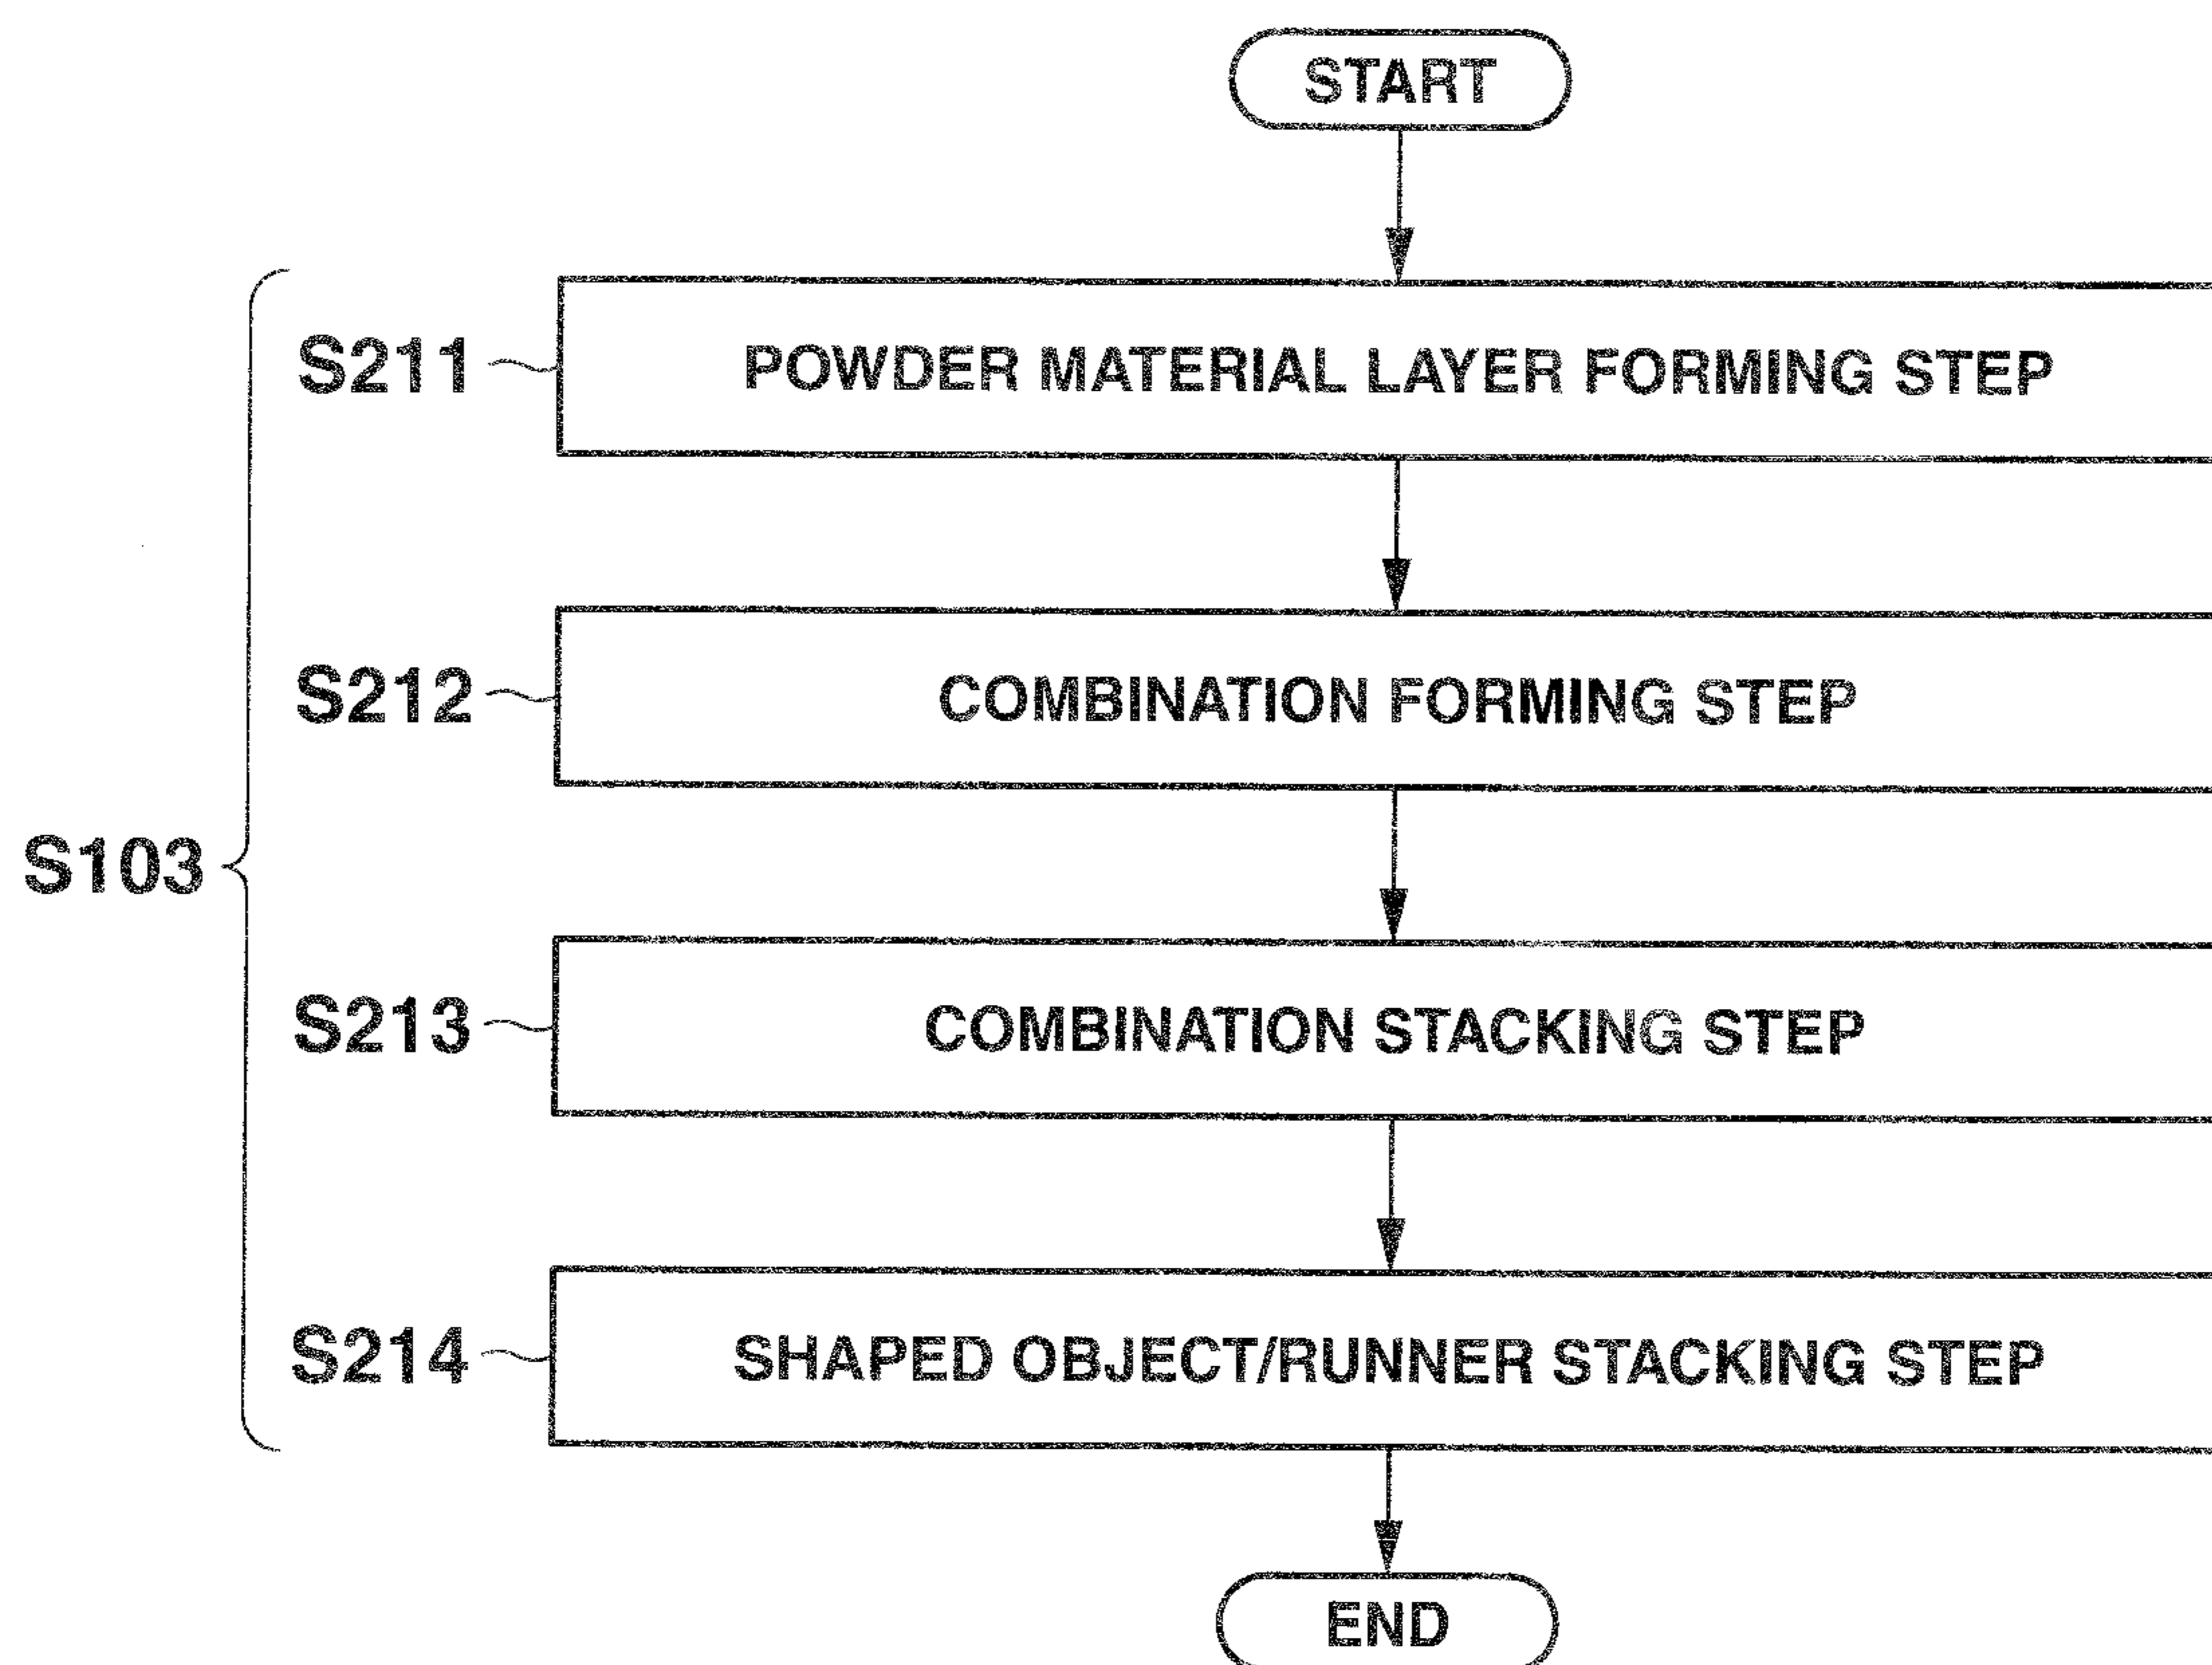 START
S211 POWDER MATERIAL LAYER FORMING STEP
S212 COMBINATION FORMING STEP
S103
S213 COMBINATION STACKING STEP
S214 SHAPED OBJECT/RUNNER STACKING STEP
END